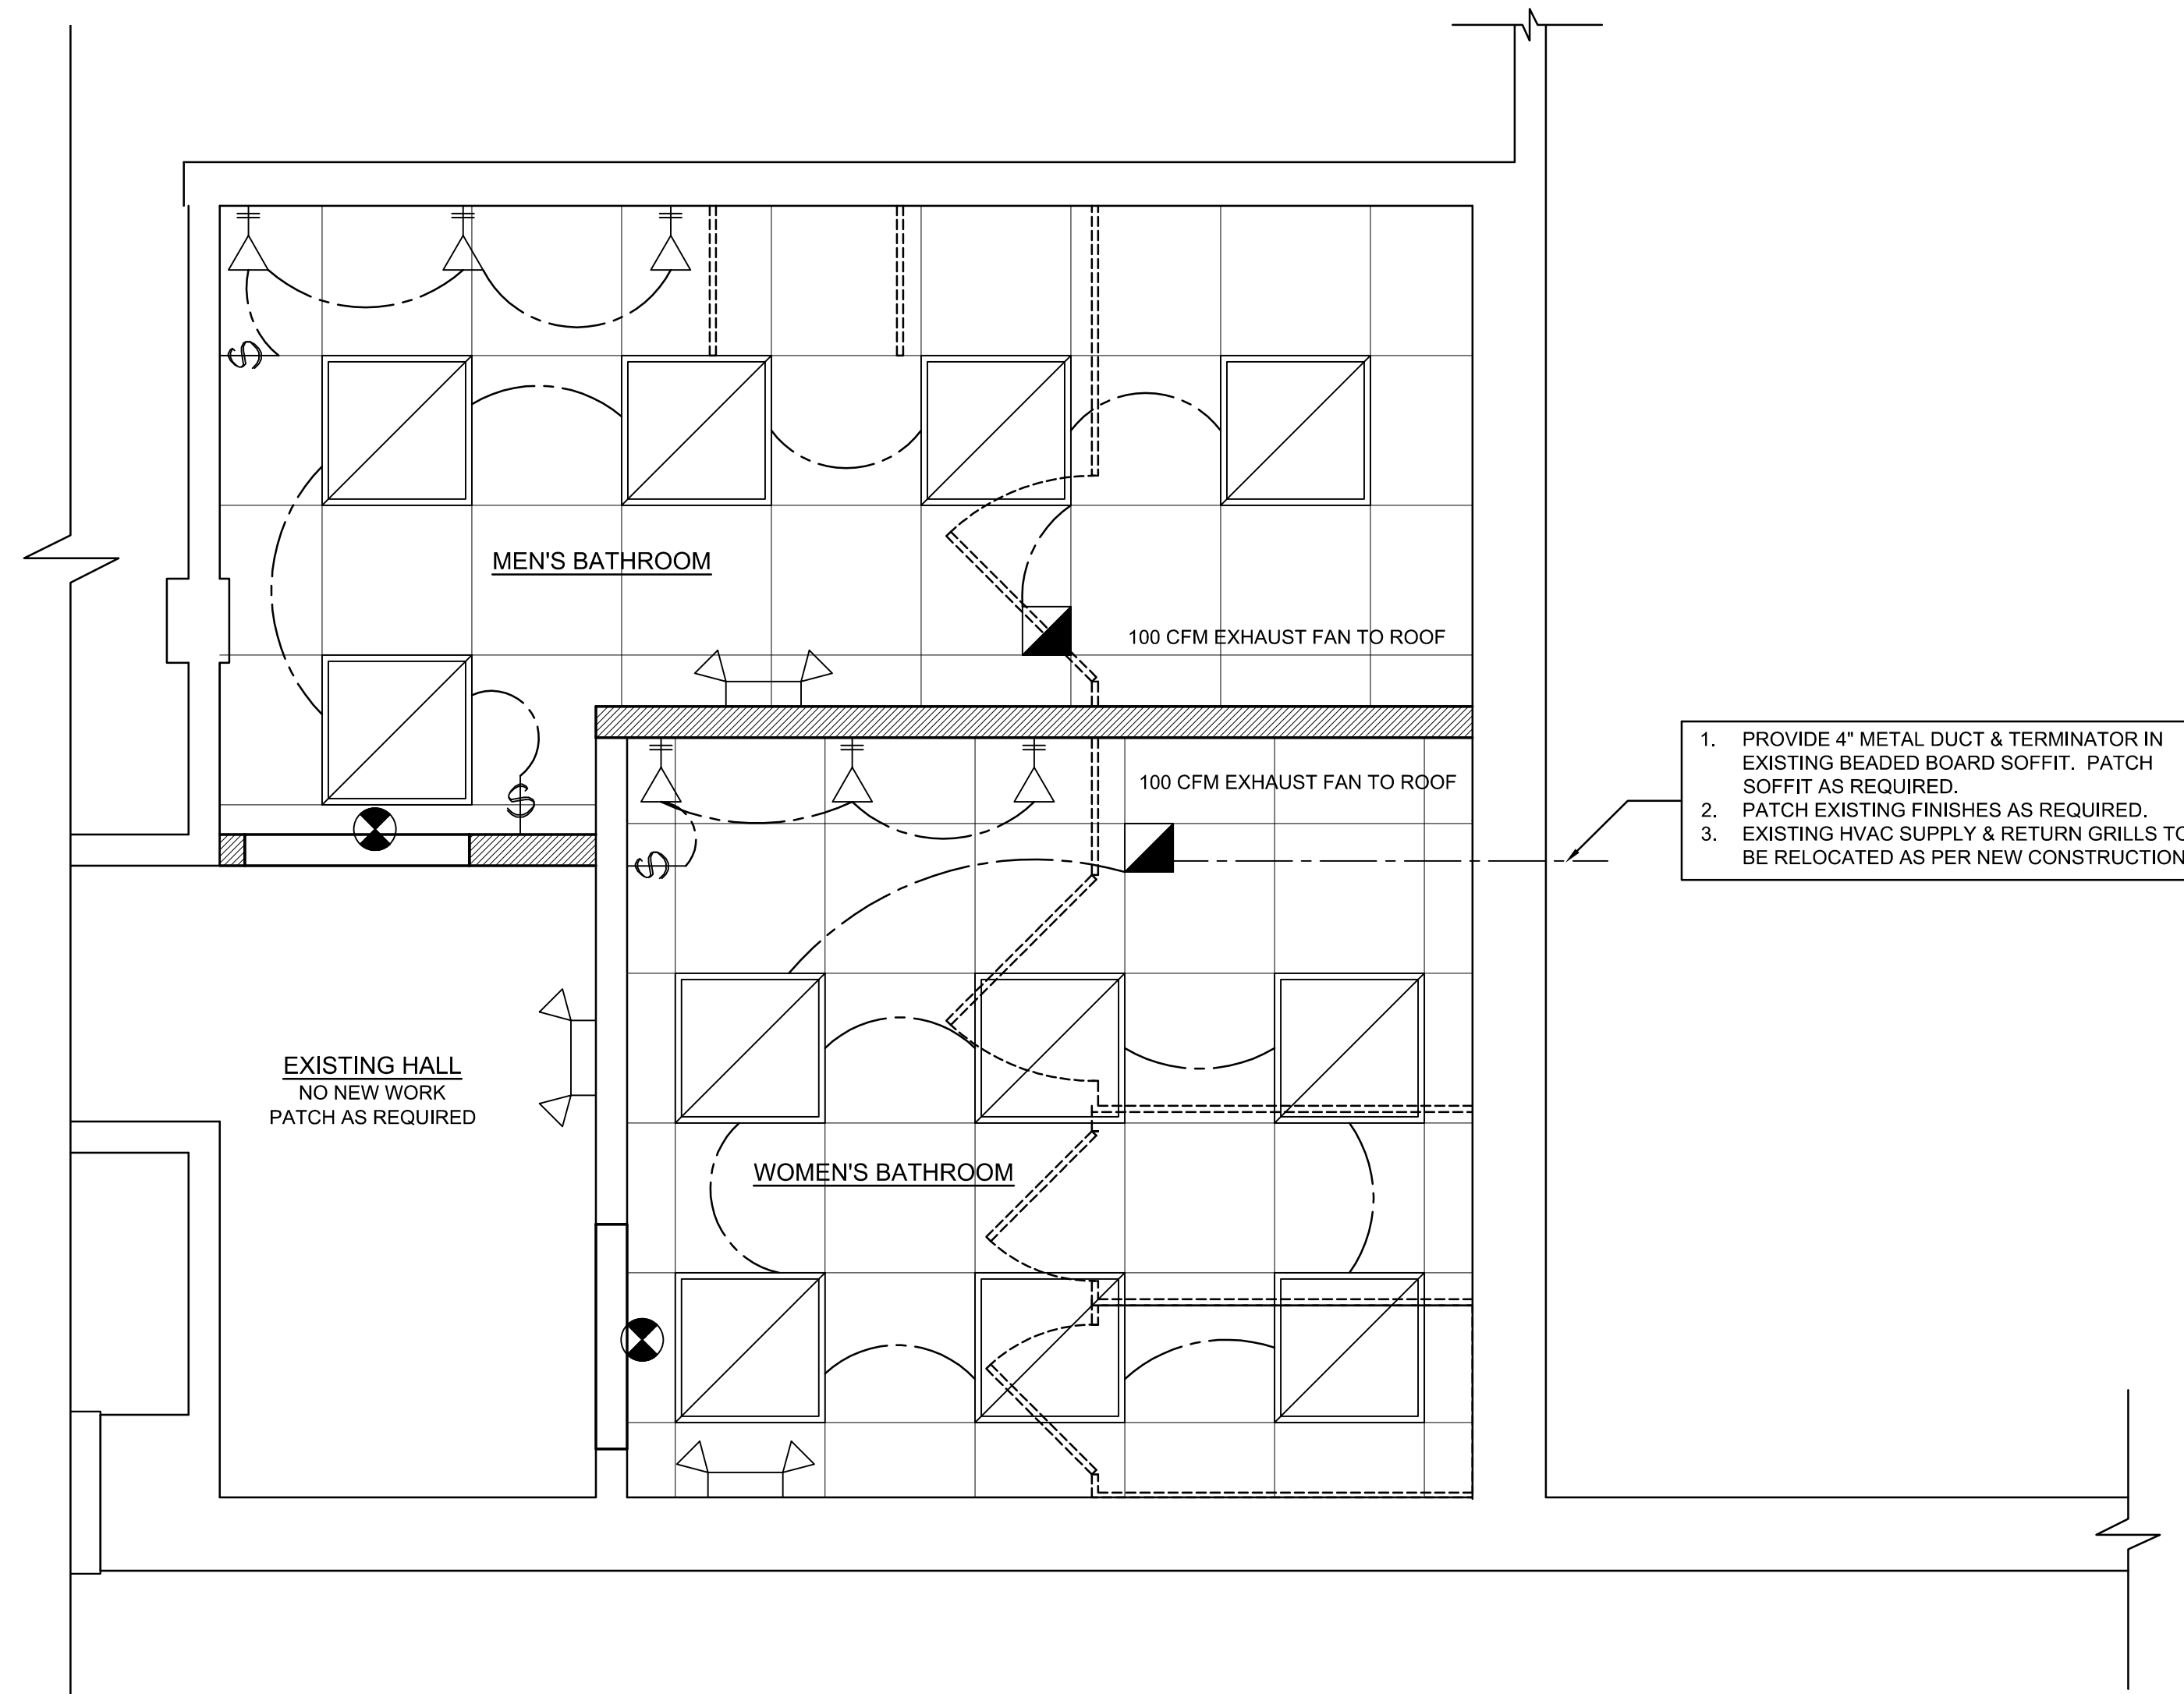 MEN'S BATHROOM
100 CFM EXHAUST FAN TO ROOF
100 CFM EXHAUST FAN TO ROOF
1. PROVIDE 4" METAL DUCT & TERMINATOR IN
EXISTING BEADED BOARD SOFFIT. PATCH
SOFFIT AS REQUIRED.
2. PATCH EXISTING FINISHES AS REQUIRED.
3. EXISTING HVAC SUPPLY & RETURN GRILLS TO
BE RELOCATED AS PER NEW CONSTRUCTION
EXISTING HALL
NO NEW WORK
PATCH AS REQUIRED
WOMEN'S BATHROOM
$
$
$